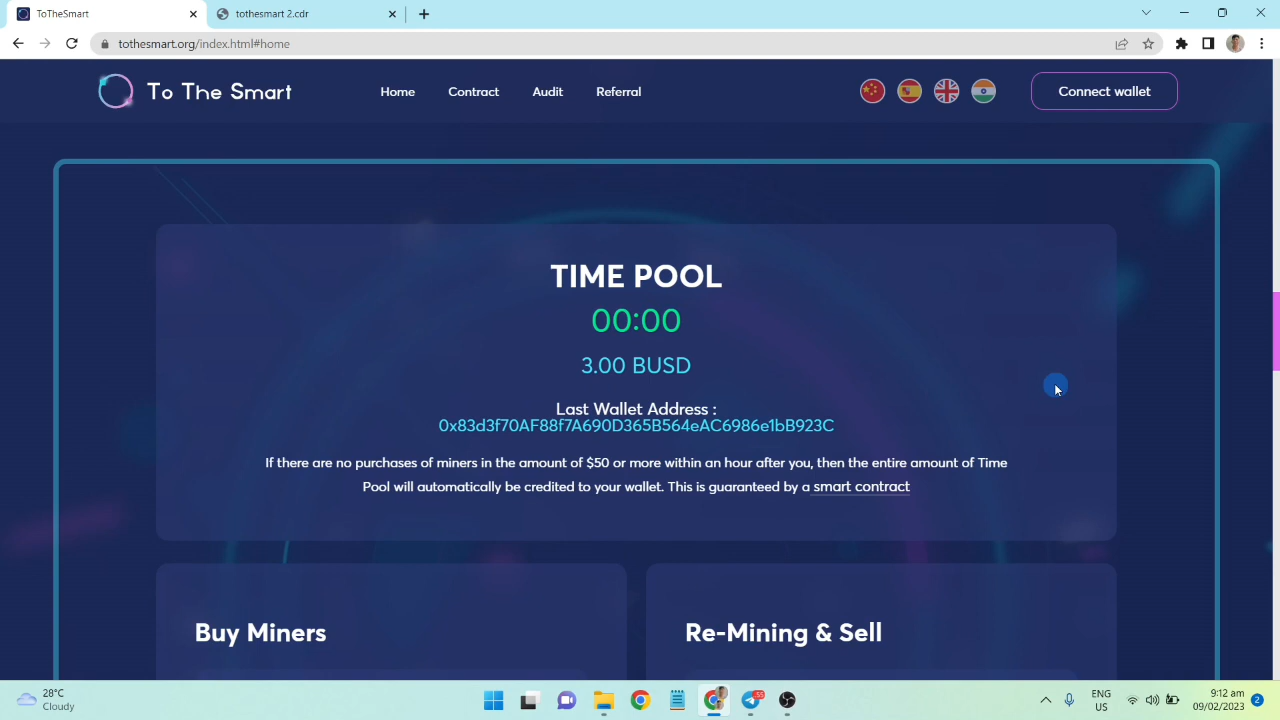 ToTheSmart
tothesmart 2.cdr
tothesmart.org/index.html#home
To The Smart
Home Contract Audit Referral
Connect wallet
TIME POOL
00:00
3.00 BUSD
Last Wallet Address :
0x83d3f70AF88f7A690D365B564eAC6986e1bB923C
If there are no purchases of miners in the amount of $50 or more within an hour after you, then the entire amount of Time
Pool will automatically be credited to your wallet. This is guaranteed by a smart contract
Buy Miners
Re-Mining & Sell
28°C
Cloudy
55
ENG
US
9:12 am
09/02/2023
2